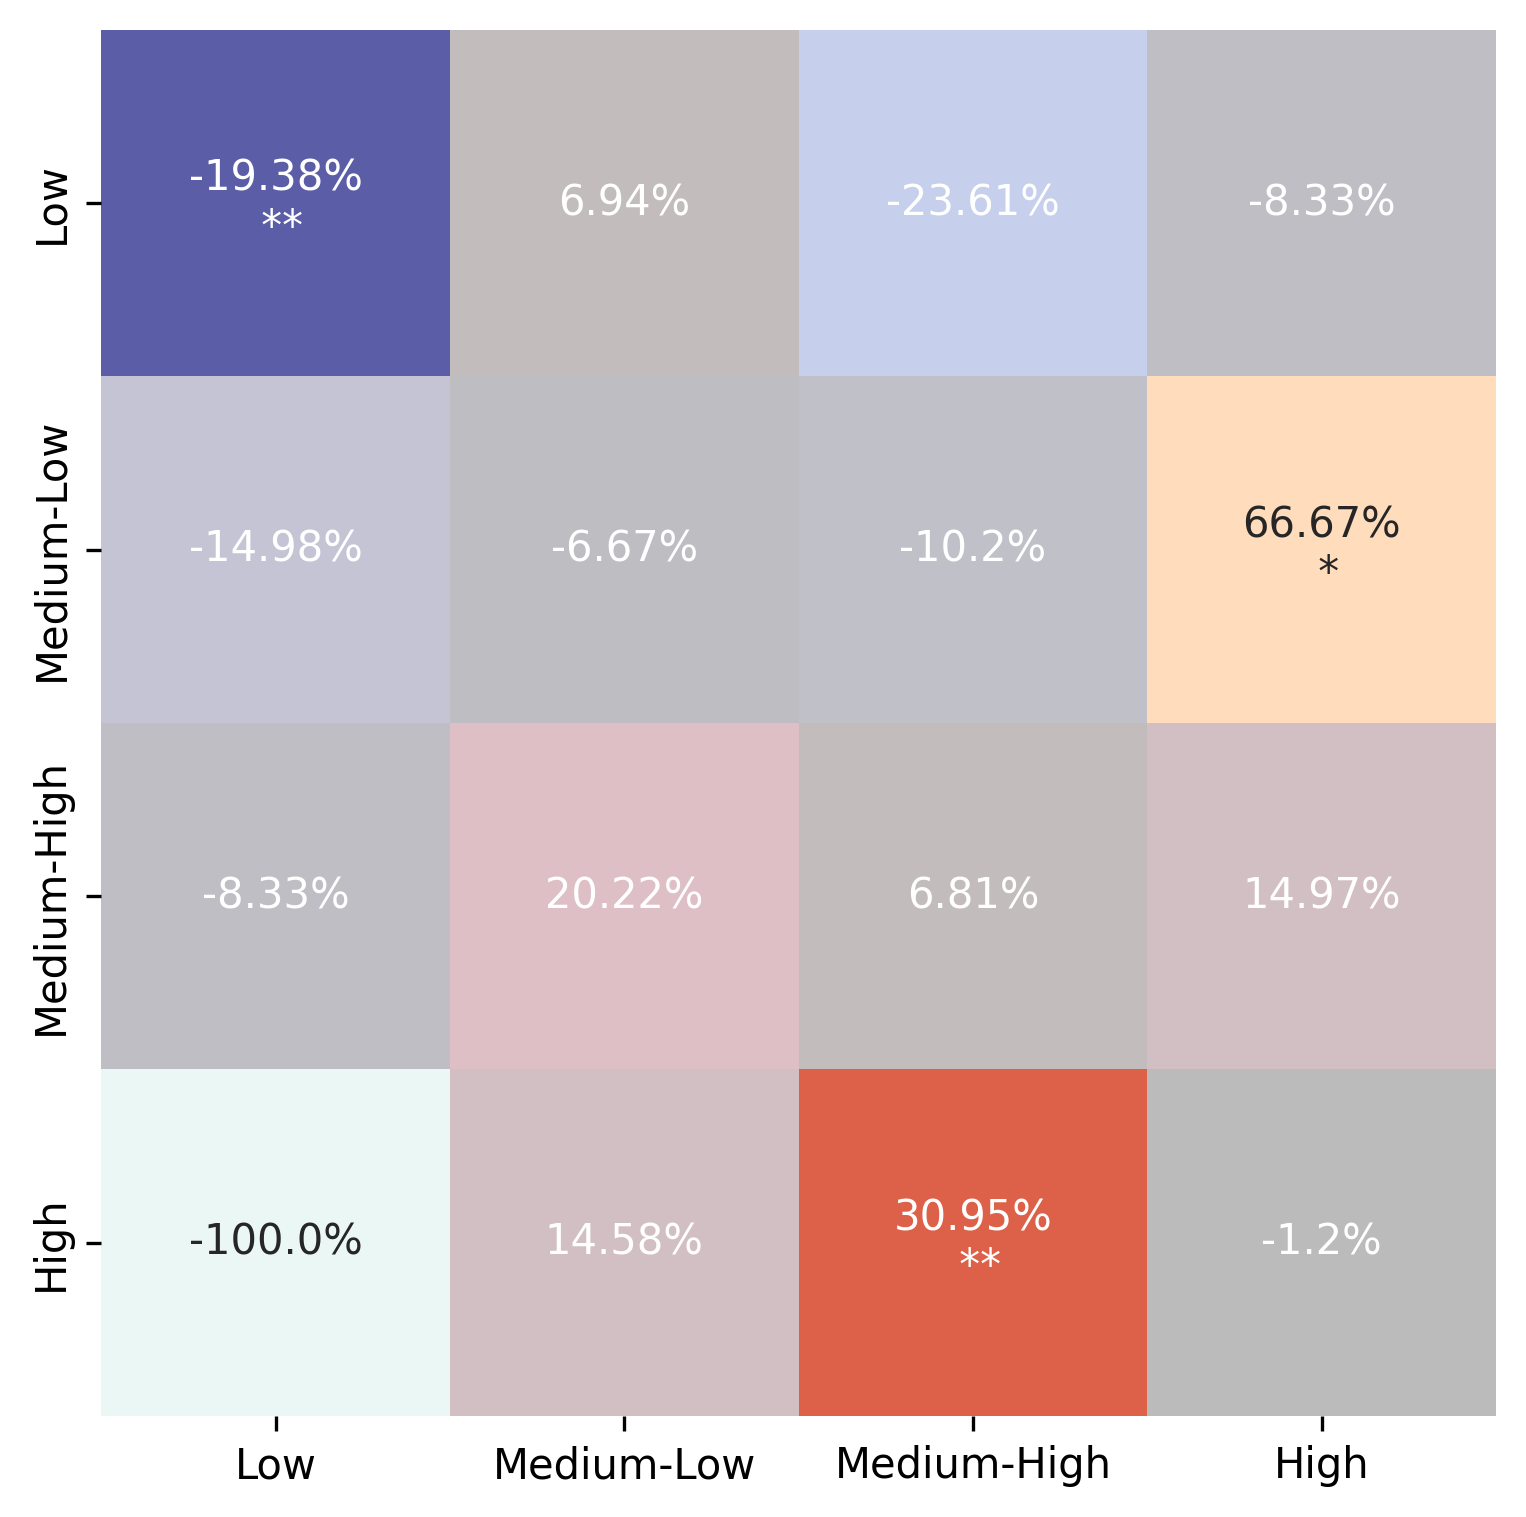 Low
-19.38%
**
6.94%
-23.61%
-8.33%
Medium-Low
-14.98%
-6.67%
-10.2%
66.67%
*
Medium-High
-8.33%
20.22%
6.81%
14.97%
High
-100.0%
14.58%
30.95%
**
-1.2%
Low
Medium-Low
Medium-High
High